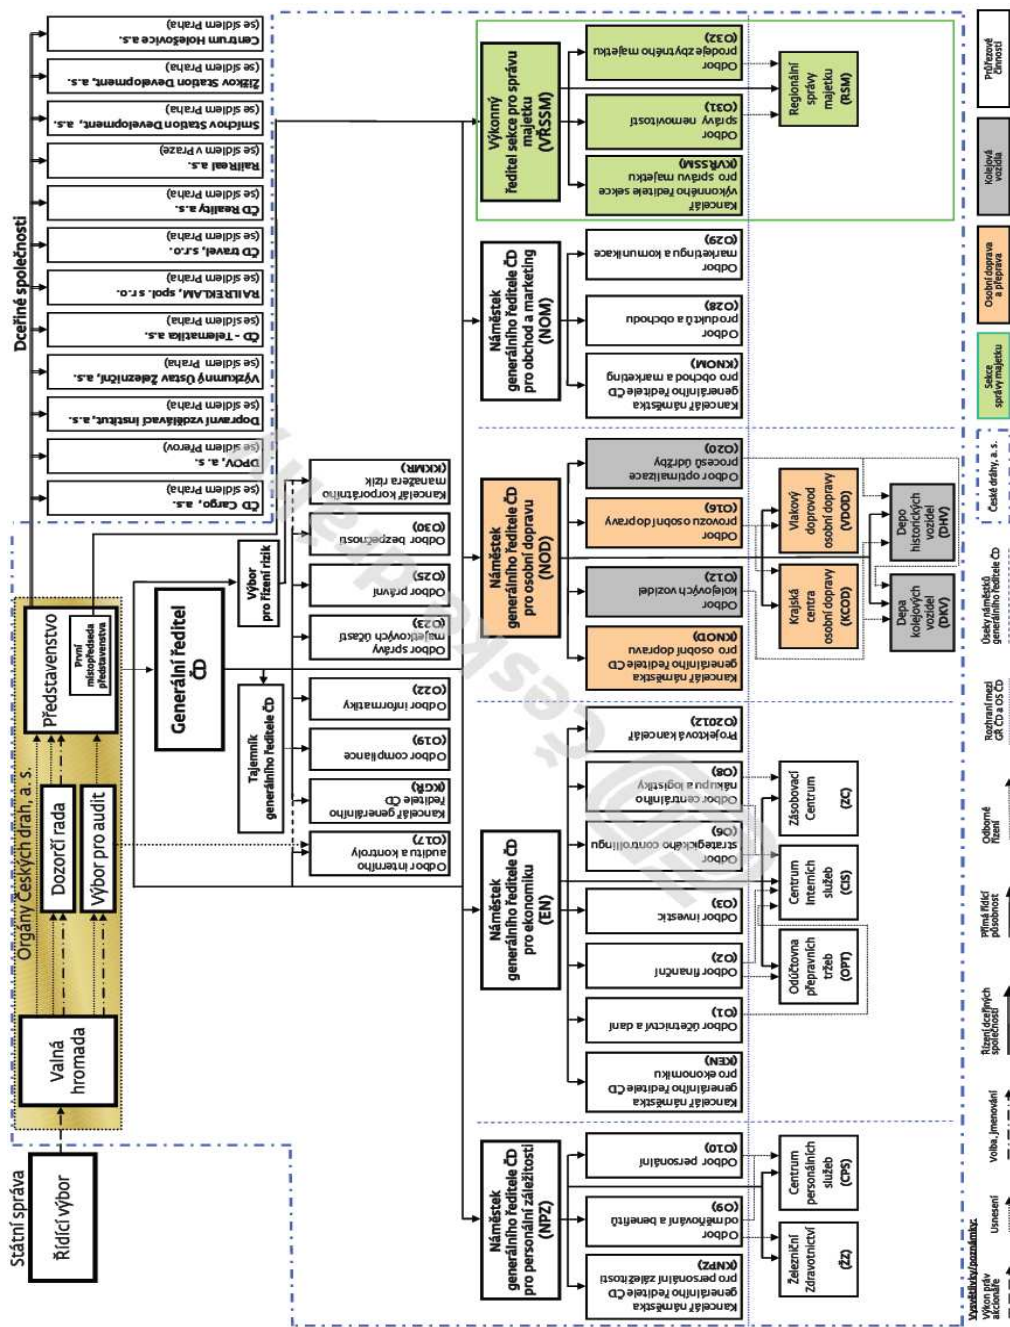 Státní správa
Řídící výbor
Orgány Českých drah, a. s.
Valná
hromada
Dozorčí rada
Výbor pro audit
Představenstvo
První
místopředseda
představenstva
Generální ředitel
ČD
Tajemník
generálního ředitele ČD
Výbor
pro řízení rizik
Dceřiné společnosti
ČD Cargo, a.s.
(se sídlem Praha)
DPOV, a. s.
(se sídlem Přerov)
Dopravní vzdělávací institut, a.s.
(se sídlem Praha)
Výzkumný Ústav Železniční, a.s.
(se sídlem Praha)
ČD - Telematika a.s.
(se sídlem Praha)
RAILREKLAM, spol. s r.o.
(se sídlem Praha)
ČD travel, s.r.o.
(se sídlem Praha)
ČD Reality a.s.
(se sídlem Praha)
RailReal a.s.
(se sídlem v Praze)
Smíchov Station Development, a.s.
(se sídlem Praha)
Žižkov Station Development, a.s.
(se sídlem Praha)
Centrum Holešovice a.s.
(se sídlem Praha)
Odbor interního
auditu a kontroly
(O17)
Kancelář generálního
ředitele ČD
(KGŘ)
Odbor compliance
(O19)
Odbor informatiky
(O22)
Odbor správy
majetkových účastí
(O23)
Odbor právní
(O25)
Odbor bezpečnosti
(O30)
Kancelář korporátního
manažera rizik
(KKMR)
Náměstek
generálního ředitele ČD
pro personální záležitosti
(NPZ)
Kancelář náměstka
generálního ředitele ČD
pro personální záležitosti
(KNPZ)
Odbor
odměňování a benefitů
(O9)
Odbor personální
(O10)
Železniční
Zdravotnictví
(ŽZ)
Centrum
personálních
služeb
(CPS)
Náměstek
generálního ředitele ČD
pro ekonomiku
(EN)
Kancelář náměstka
generálního ředitele ČD
pro ekonomiku
(KEN)
Odbor účetnictví a daní
(O1)
Odbor finanční
(O2)
Odbor investic
(O3)
Odbor
strategického controllingu
(O6)
Odbor centrálního
nákupu a logistiky
(O8)
Projektová kancelář
(O2012)
Odúčtovna
přepravních
tržeb
(OPT)
Centrum
Interních
služeb
(CIS)
Zásobovací
Centrum
(ZC)
Náměstek
generálního ředitele ČD
pro osobní dopravu
(NOD)
Kancelář náměstka
generálního ředitele ČD
pro osobní dopravu
(KNOD)
Odbor
kolejových vozidel
(O12)
Odbor
provozu osobní dopravy
(O16)
Odbor optimalizace
procesů údržby
(O20)
Krajská
centra
osobní dopravy
(KCOD)
Vlakový
doprovod
osobní dopravy
(VDOD)
Depa
kolejových
vozidel
(DKV)
Depo
historických
vozidel
(DHV)
Náměstek
generálního ředitele ČD
pro obchod a marketing
(NOM)
Kancelář náměstka
generálního ředitele ČD
pro obchod a marketing
(KNOM)
Odbor
produktů a obchodu
(O28)
Odbor
marketingu a komunikace
(O29)
Výkonný
ředitel sekce pro správu
majetku
(VŘSSM)
Kancelář
výkonného ředitele sekce
pro správu majetku
(KVŘSSM)
Odbor
správy nemovitostí
(O31)
Odbor
prodeje zbytného majetku
(O32)
Regionální
správy
majetku
(RSM)
Vysvětlivky/poznámky:
Výkon práv
akcionáře
Usnesení
Volba, jmenování
Řízení dceřiných
společností
Přímá řídící
působnost
Odborné
řízení
Rozhraní mezi
GŘ ČD a OS ČD
Úseky náměstků
generálního ředitele ČD
České dráhy, a. s.
Sekce
správy majetku
Osobní doprava
a přeprava
Kolejová
vozidla
Průřezové
činnosti
České dráhy